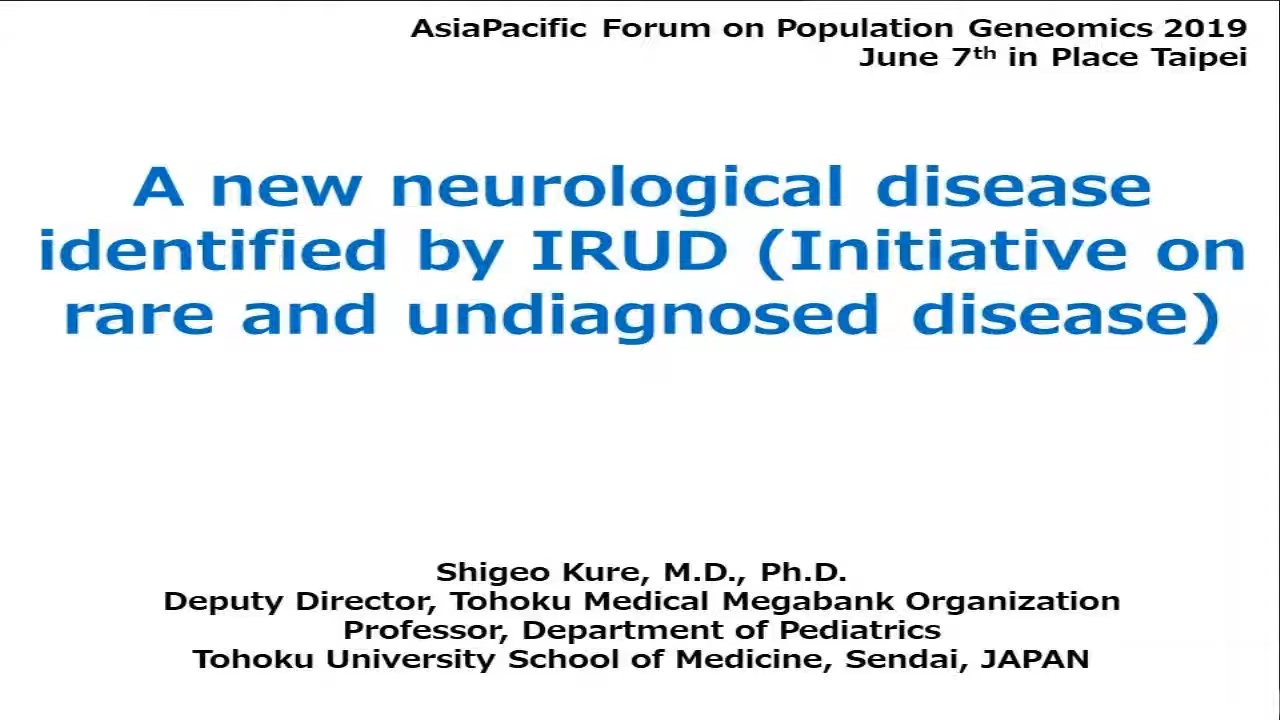 AsiaPacific Forum on Population Geneomics 2019
June 7th in Place Taipei
A new neurological disease
identified by IRUD (Initiative on
rare and undiagnosed disease)
Shigeo Kure, M.D., Ph.D.
Deputy Director, Tohoku Medical Megabank Organization
Professor, Department of Pediatrics
Tohoku University School of Medicine, Sendai, JAPAN